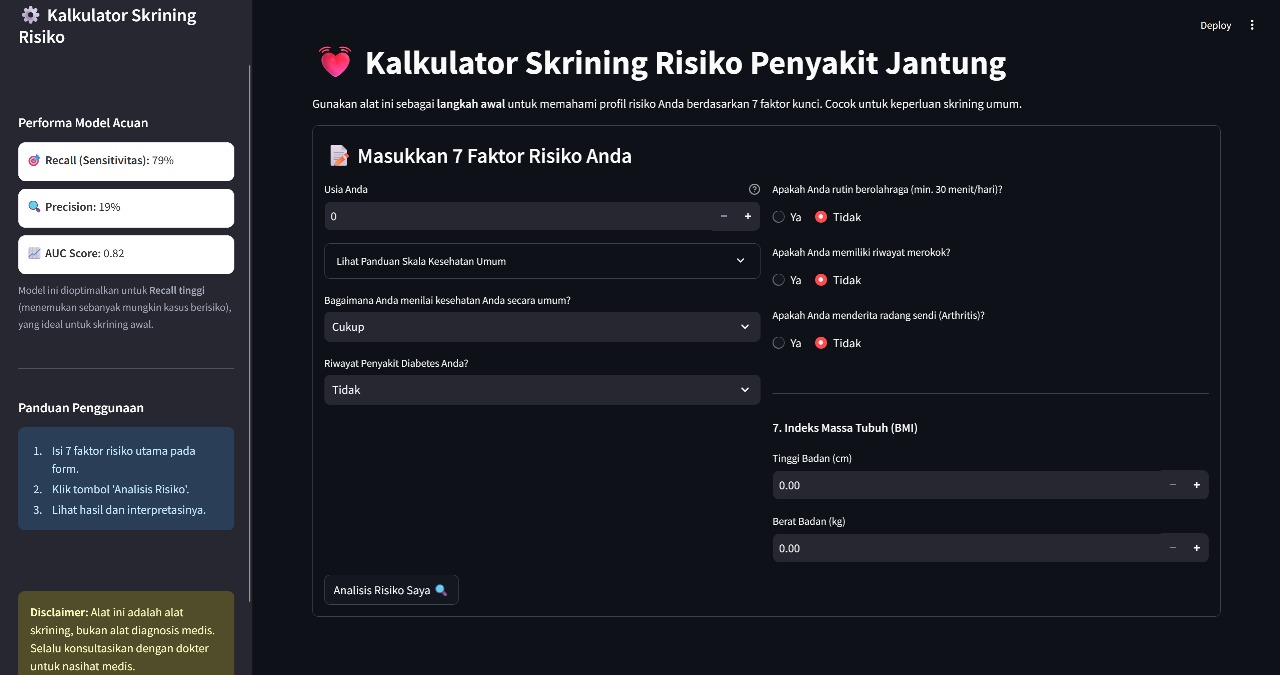 Kalkulator Skrining
Risiko
Performa Model Acuan
Recall (Sensitivitas): 79%
Precision: 19%
AUC Score: 0.82
Model ini dioptimalkan untuk Recall tinggi
(menemukan sebanyak mungkin kasus berisiko),
yang ideal untuk skrining awal.
Panduan Penggunaan
1. Isi 7 faktor risiko utama pada
form.
2. Klik tombol 'Analisis Risiko'.
3. Lihat hasil dan interpretasinya.
Disclaimer: Alat ini adalah alat
skrining, bukan alat diagnosis medis.
Selalu konsultasikan dengan dokter
untuk nasihat medis.
Deploy
Kalkulator Skrining Risiko Penyakit Jantung
Gunakan alat ini sebagai langkah awal untuk memahami profil risiko Anda berdasarkan 7 faktor kunci. Cocok untuk keperluan skrining umum.
Masukkan 7 Faktor Risiko Anda
Usia Anda
0
Lihat Panduan Skala Kesehatan Umum
Bagaimana Anda menilai kesehatan Anda secara umum?
Cukup
Riwayat Penyakit Diabetes Anda?
Tidak
Apakah Anda rutin berolahraga (min. 30 menit/hari)?
Ya Tidak
Apakah Anda memiliki riwayat merokok?
Ya Tidak
Apakah Anda menderita radang sendi (Arthritis)?
Ya Tidak
7. Indeks Massa Tubuh (BMI)
Tinggi Badan (cm)
0.00
Berat Badan (kg)
0.00
Analisis Risiko Saya